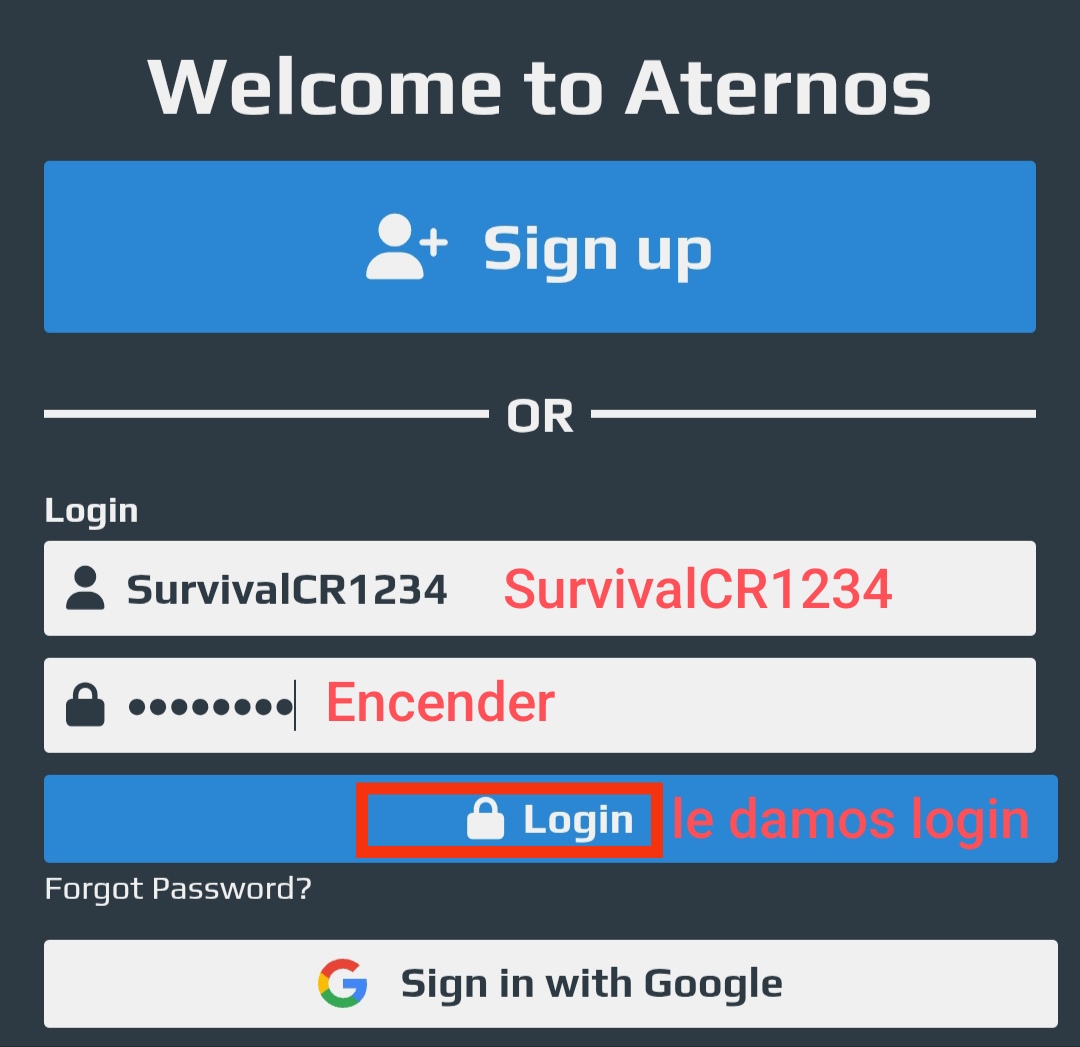 Welcome to Aternos
Sign up
OR
Login
SurvivalCR1234 SurvivalCR1234
•••••••• Encender
Login le damos login
Forgot Password?
Sign in with Google